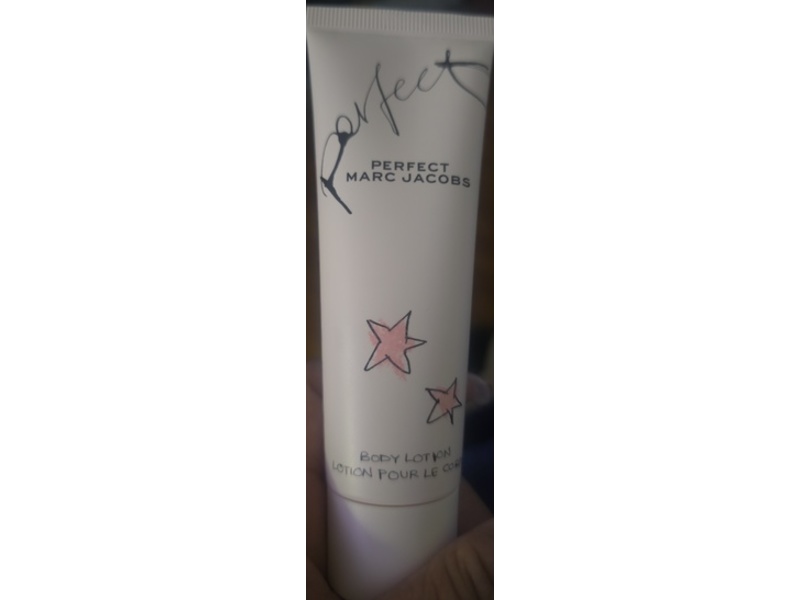 perfect
PERFECT
MARC JACOBS
BODY LOTION
LOTION POUR LE